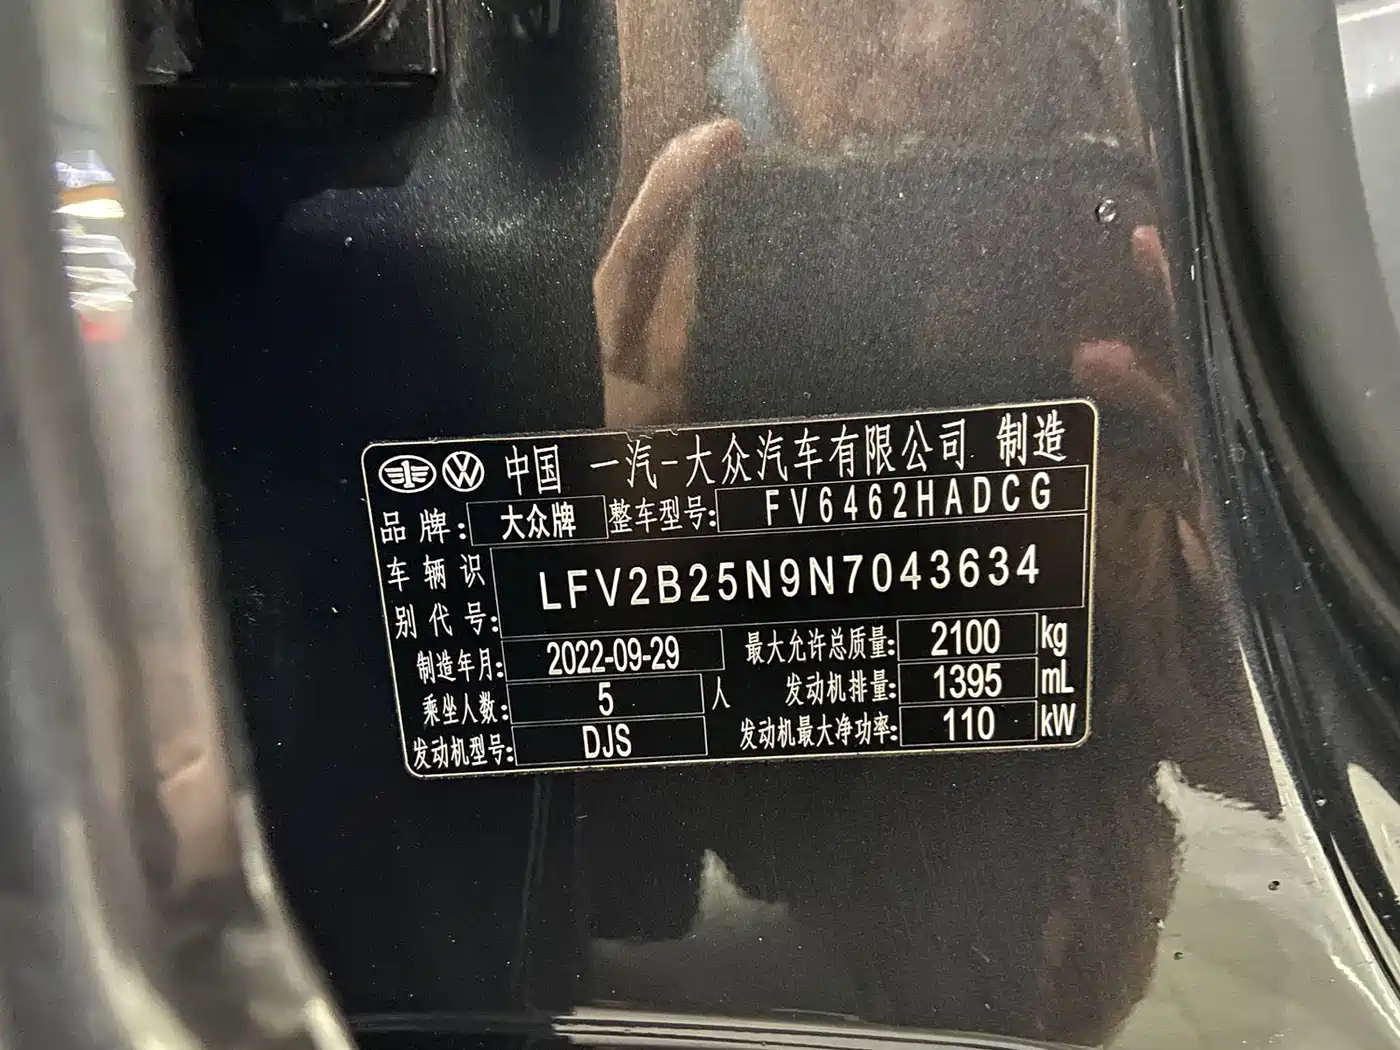 中国 一汽-大众汽车有限公司 制造
品牌: 大众牌 整车型号: FV6462HADCG
车辆识别代号: LFV2B25N9N7043634
制造年月: 2022-09-29 最大允许总质量: 2100 kg
乘坐人数: 5 人 发动机排量: 1395 mL
发动机型号: DJS 发动机最大净功率: 110 kW